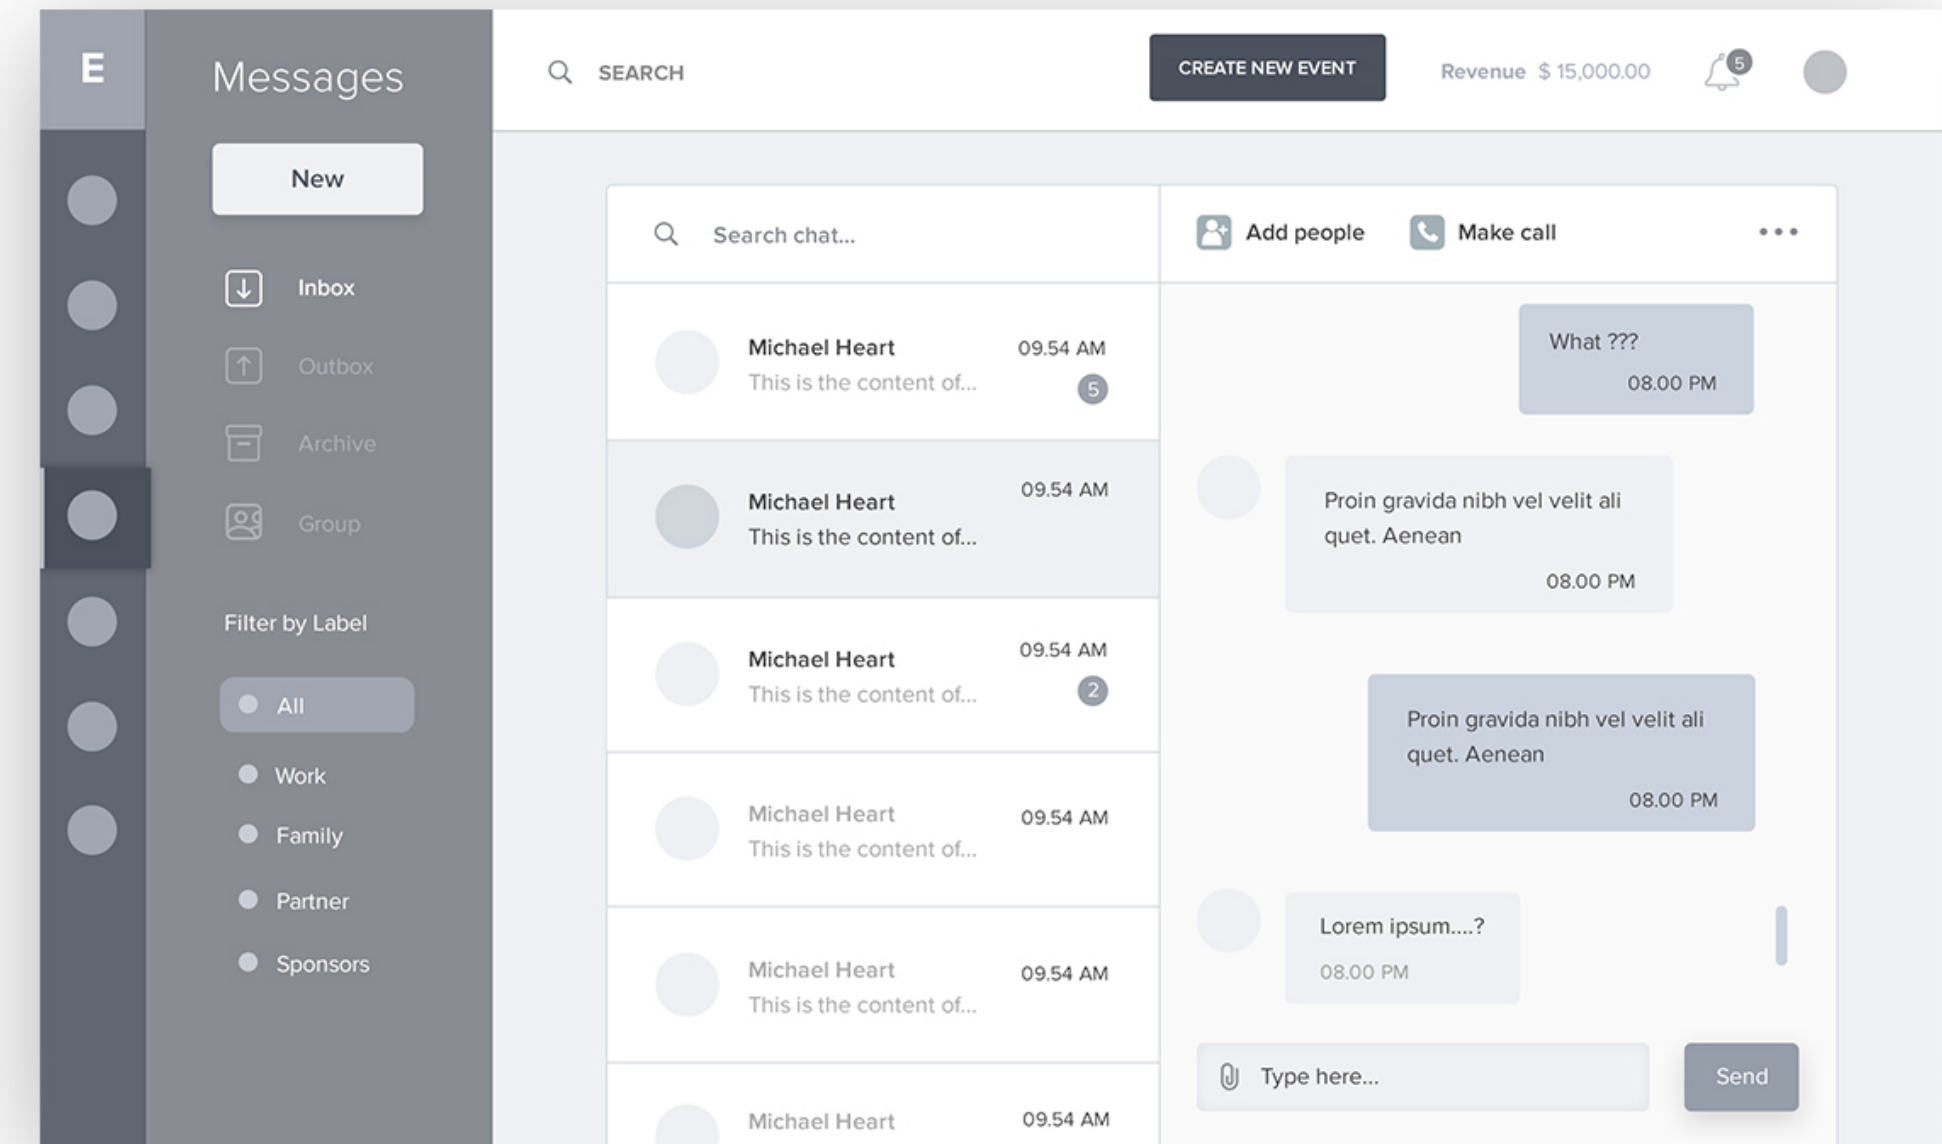 E
Messages
New
Inbox
Outbox
Archive
Group
Filter by Label
All
Work
Family
Partner
Sponsors
SEARCH
CREATE NEW EVENT
Revenue $ 15,000.00
5
Search chat...
Michael Heart
09.54 AM
This is the content of...
5
Michael Heart
09.54 AM
This is the content of...
Michael Heart
09.54 AM
This is the content of...
2
Michael Heart
09.54 AM
This is the content of...
Michael Heart
09.54 AM
This is the content of...
Michael Heart
09.54 AM
Add people
Make call
What ???
08.00 PM
Proin gravida nibh vel velit ali
quet. Aenean
08.00 PM
Proin gravida nibh vel velit ali
quet. Aenean
08.00 PM
Lorem ipsum....?
08.00 PM
Type here...
Send